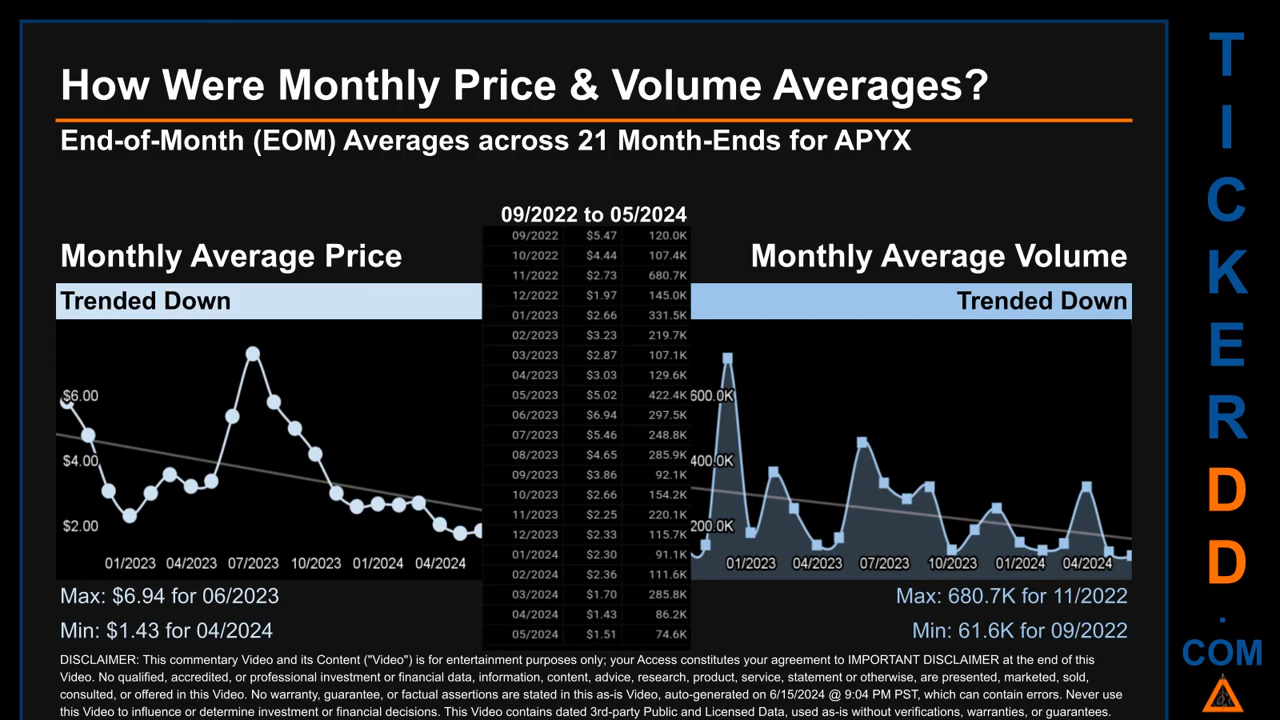 How Were Monthly Price & Volume Averages?
End-of-Month (EOM) Averages across 21 Month-Ends for APYX
09/2022 to 05/2024
Monthly Average Price
Trended Down
$6.00
$4.00
$2.00
01/2023 04/2023 07/2023 10/2023 01/2024 04/2024
Max: $6.94 for 06/2023
Min: $1.43 for 04/2024
09/2022 $5.47 120.0K
10/2022 $4.44 107.4K
11/2022 $2.73 680.7K
12/2022 $1.97 145.0K
01/2023 $2.66 331.5K
02/2023 $3.23 219.7K
03/2023 $2.87 107.1K
04/2023 $3.03 129.6K
05/2023 $5.02 422.4K
06/2023 $6.94 297.5K
07/2023 $5.46 248.8K
08/2023 $4.65 285.9K
09/2023 $3.86 92.1K
10/2023 $2.66 154.2K
11/2023 $2.25 220.1K
12/2023 $2.33 115.7K
01/2024 $2.30 91.1K
02/2024 $2.36 111.6K
03/2024 $1.70 285.8K
04/2024 $1.43 86.2K
05/2024 $1.51 74.6K
Monthly Average Volume
Trended Down
600.0K
400.0K
200.0K
01/2023 04/2023 07/2023 10/2023 01/2024 04/2024
Max: 680.7K for 11/2022
Min: 61.6K for 09/2022
DISCLAIMER: This commentary Video and its Content ("Video") is for entertainment purposes only; your Access constitutes your agreement to IMPORTANT DISCLAIMER at the end of this
Video. No qualified, accredited, or professional investment or financial data, information, content, advice, research, product, service, statement or otherwise, are presented, marketed, sold,
consulted, or offered in this Video. No warranty, guarantee, or factual assertions are stated in this as-is Video, auto-generated on 6/15/2024 @ 9:04 PM PST, which can contain errors. Never use
this Video to influence or determine investment or financial decisions. This Video contains dated 3rd-party Public and Licensed Data, used as-is without verifications, warranties, or guarantees.
T
I
C
K
E
R
D
D
.
COM